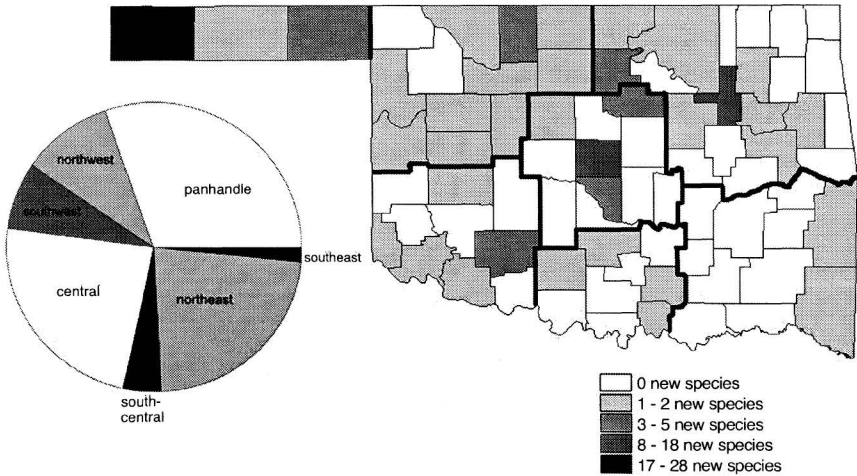 northwest
panhandle
southwest
southeast
central
northeast
south-
central
0 new species
1 - 2 new species
3 - 5 new species
8 - 18 new species
17 - 28 new species